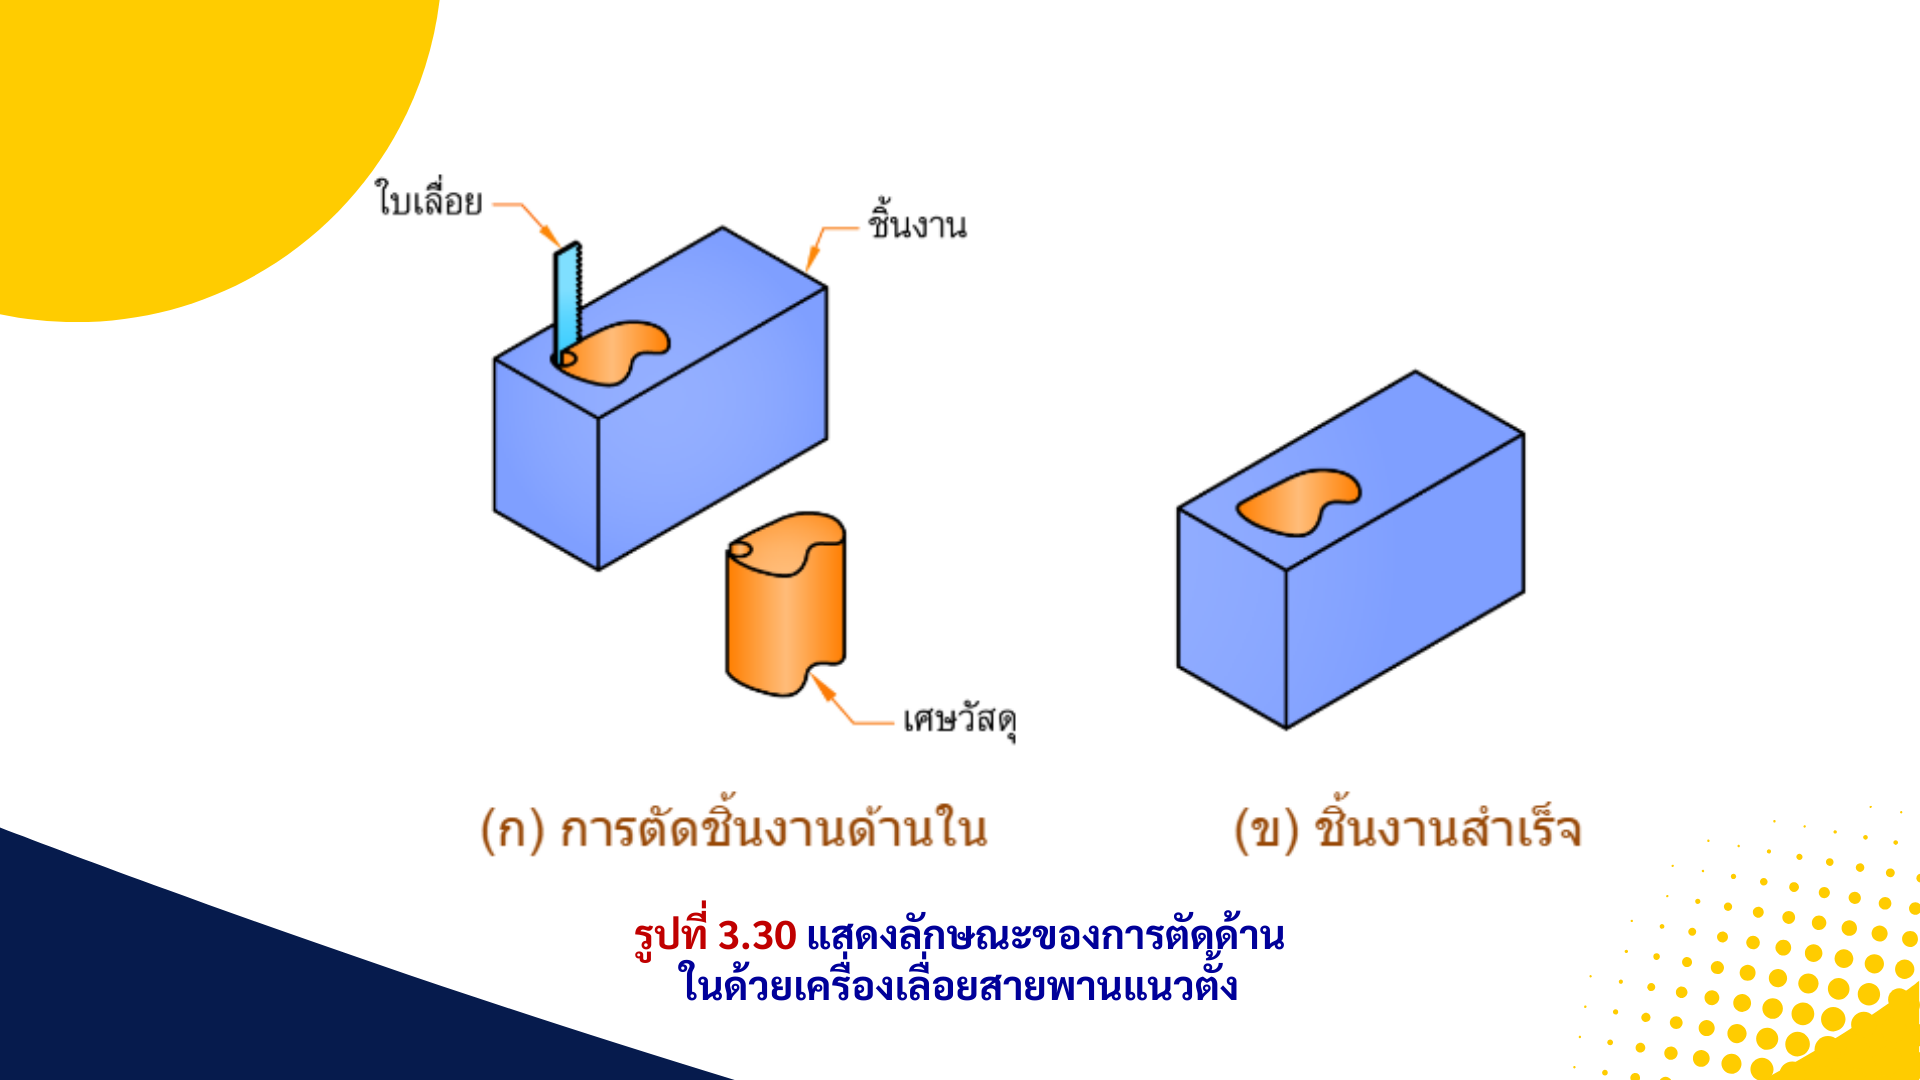 ใบเลื่อย
ชิ้นงาน
เศษวัสดุ
(ก) การตัดชิ้นงานด้านใน
(ข) ชิ้นงานสำเร็จ
รูปที่ 3.30 แสดงลักษณะของการตัดด้าน
ในด้วยเครื่องเลื่อยสายพานแนวตั้ง